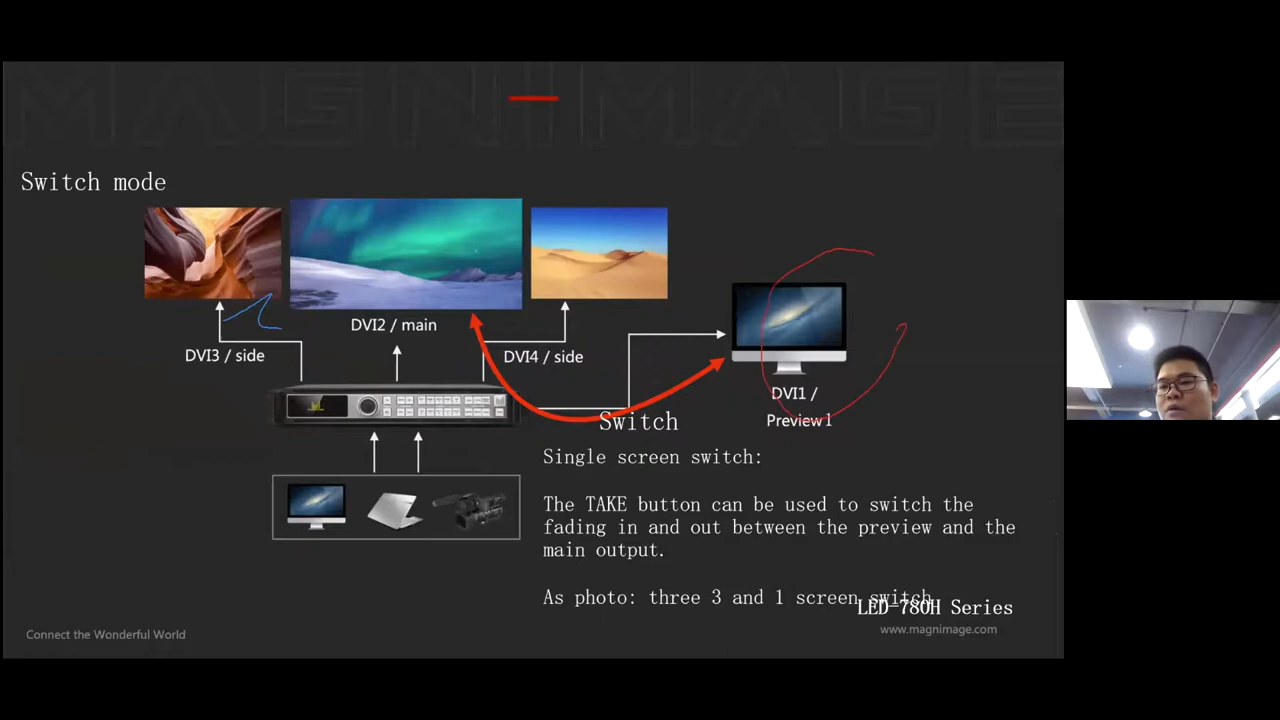 MAGNIMAGE
Switch mode
DVI3 / side
DVI2 / main
DVI4 / side
DVI1 /
Preview1
Switch
Single screen switch:
The TAKE button can be used to switch the
fading in and out between the preview and the
main output.
As photo: three 3 and 1 screen switch
LED-780H Series
Connect the Wonderful World
www.magnimage.com